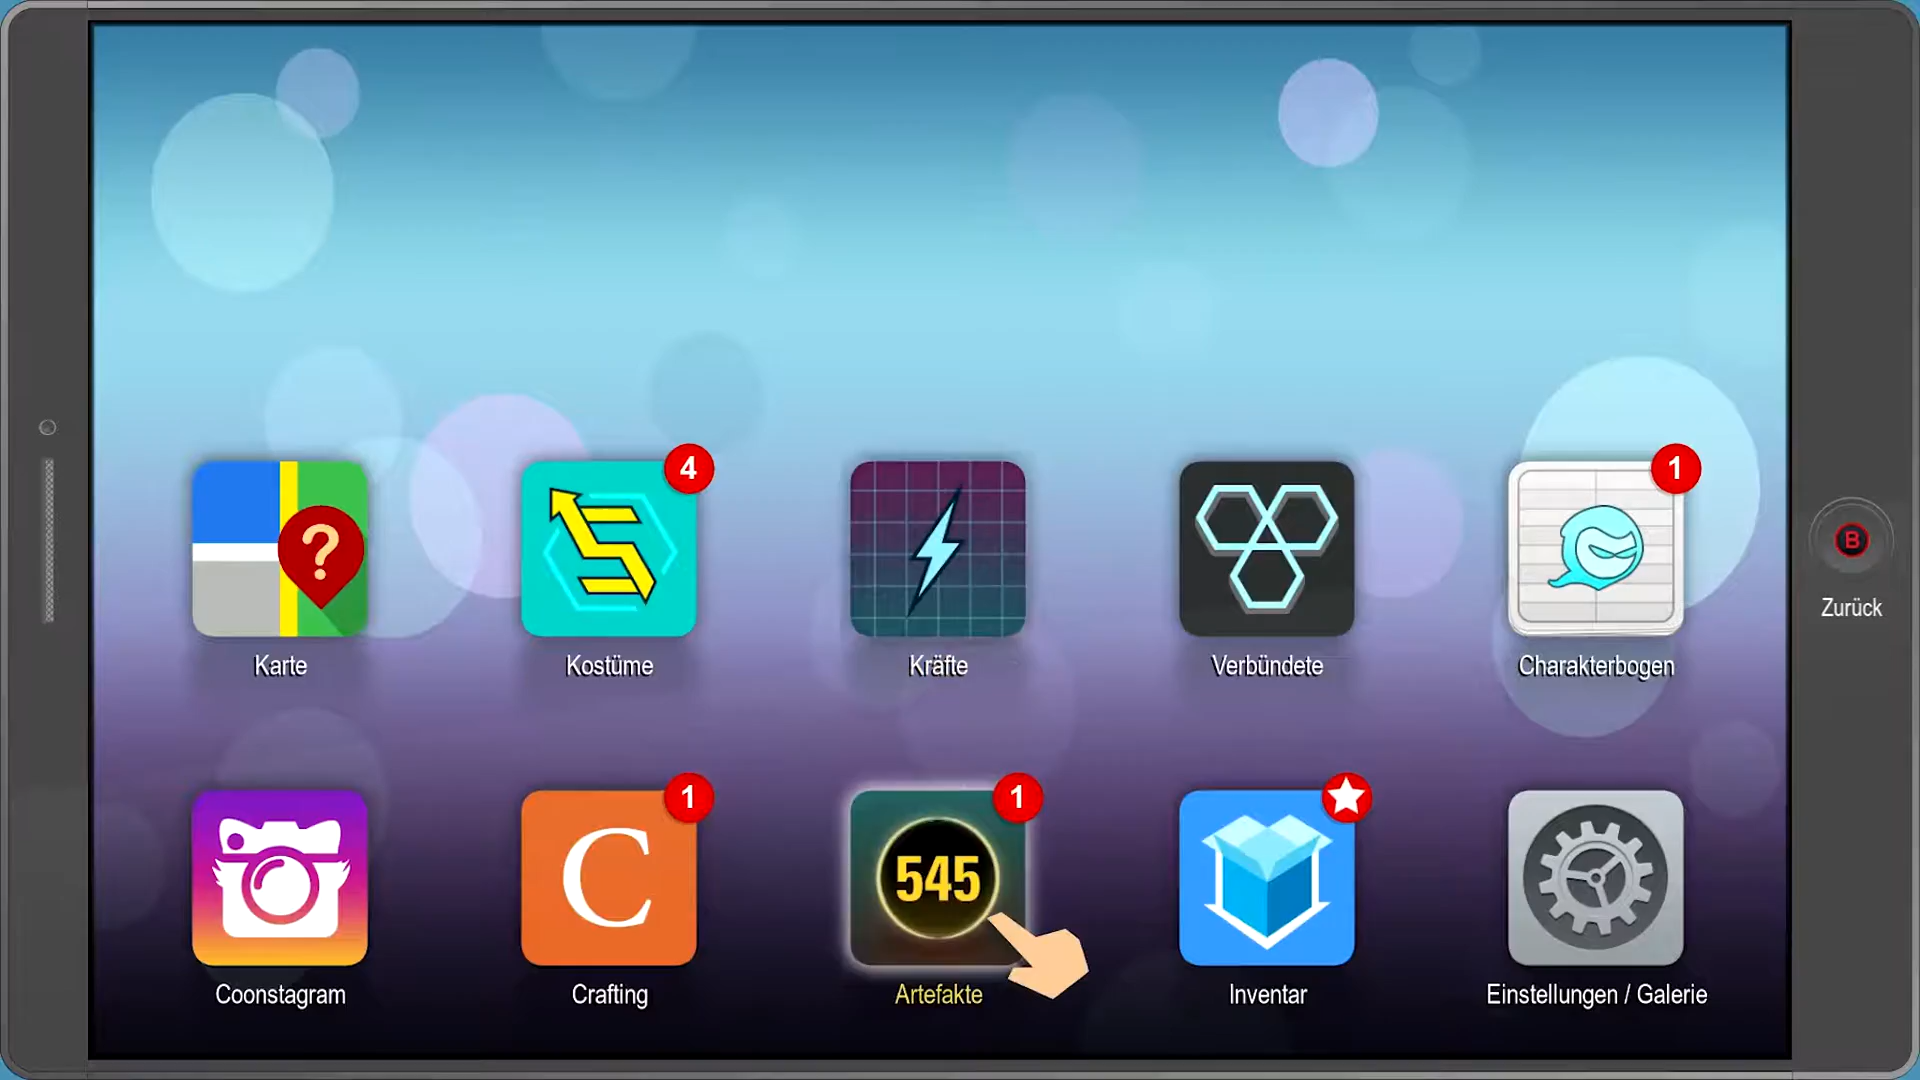 4
1
?
Karte
Kostüme
Kräfte
Verbündete
Charakterbogen
B
Zurück
1
1
C
545
Coonstagram
Crafting
Artefakte
Inventar
Einstellungen / Galerie